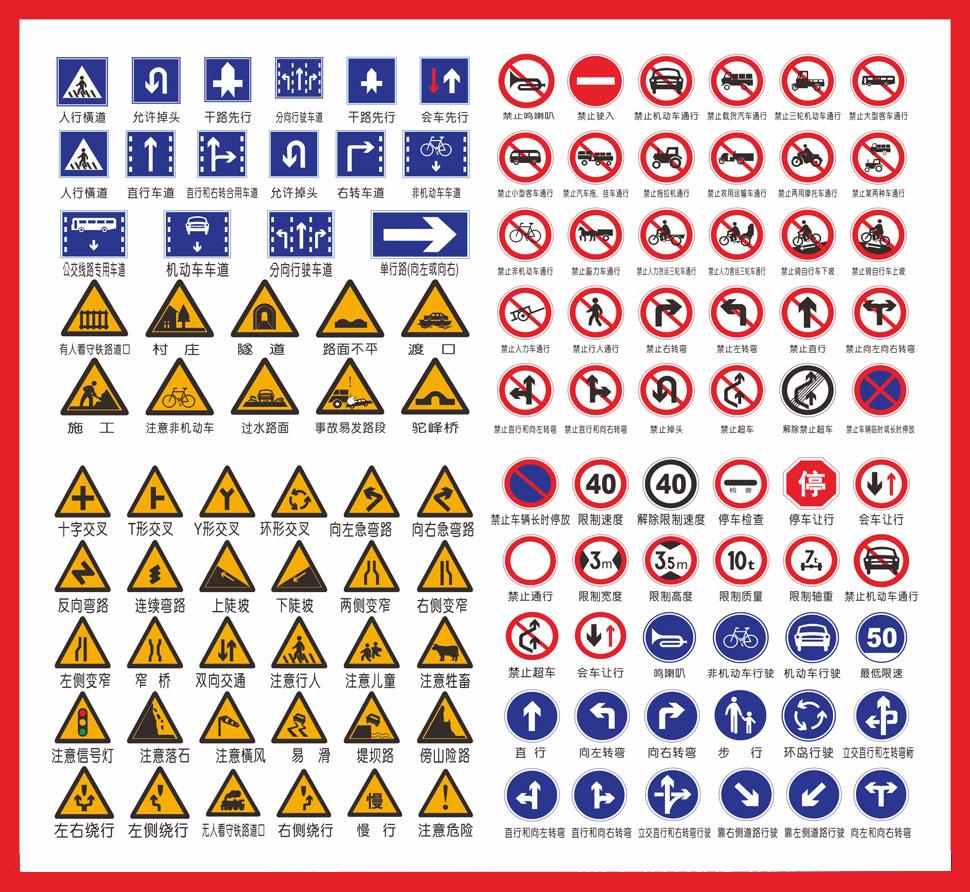 人行横道 允许掉头 干路先行 分向行驶车道 干路先行 会车先行
人行横道 直行车道 直行和右转合用车道 允许掉头 右转车道 非机动车车道
公交线路专用车道 机动车车道 分向行驶车道 单行路(向左或向右)
有人看守铁路道口 村庄 隧道 路面不平 渡口
施工 注意非机动车 过水路面 事故易发路段 驼峰桥
十字交叉 T形交叉 Y形交叉 环形交叉 向左急弯路 向右急弯路
反向弯路 连续弯路 上陡坡 下陡坡 两侧变窄 右侧变窄
左侧变窄 窄桥 双向交通 注意行人 注意儿童 注意牲畜
注意信号灯 注意落石 注意横风 易滑 堤坝路 傍山险路
慢
左右绕行 左侧绕行 无人看守铁路道口 右侧绕行 慢行 注意危险
禁止鸣喇叭 禁止驶入 禁止机动车通行 禁止载货汽车通行 禁止三轮机动车通行 禁止大型客车通行
禁止小型客车通行 禁止汽车拖、挂车通行 禁止拖拉机通行 禁止农用运输车通行 禁止两用摩托车通行 禁止某两种车通行
禁止非机动车通行 禁止畜力车通行 禁止人力货运三轮车通行 禁止人力客运三轮车通行 禁止骑自行车下坡 禁止骑自行车上坡
禁止人力车通行 禁止行人通行 禁止右转弯 禁止左转弯 禁止直行 禁止向左向右转弯
禁止直行和向左转弯 禁止直行和向右转弯 禁止掉头 禁止超车 解除禁止超车 禁止车辆临时或长时停放
40 40 检查 停
禁止车辆长时停放 限制速度 解除限制速度 停车检查 停车让行 会车让行
3m 3.5m 10t 7t
禁止通行 限制宽度 限制高度 限制质量 限制轴重 禁止机动车通行
50
禁止超车 会车让行 鸣喇叭 非机动车行驶 机动车行驶 最低限速
直行 向左转弯 向右转弯 步行 环岛行驶 立交直行和左转弯
直行和向左转弯 直行和向右转弯 立交直行和右转弯行驶 靠右侧道路行驶 靠左侧道路行驶 向左和向右转弯